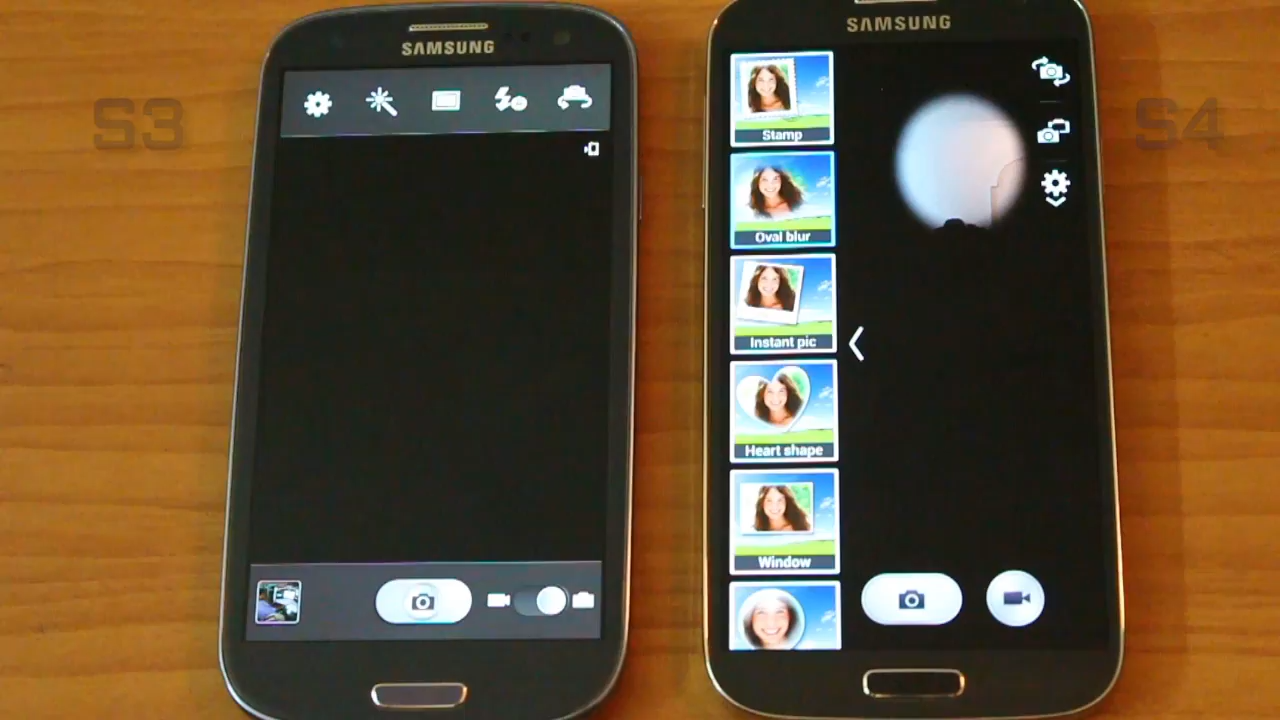 SAMSUNG
SAMSUNG
S3
S4
Stamp
Oval blur
Instant pic
Heart shape
Window